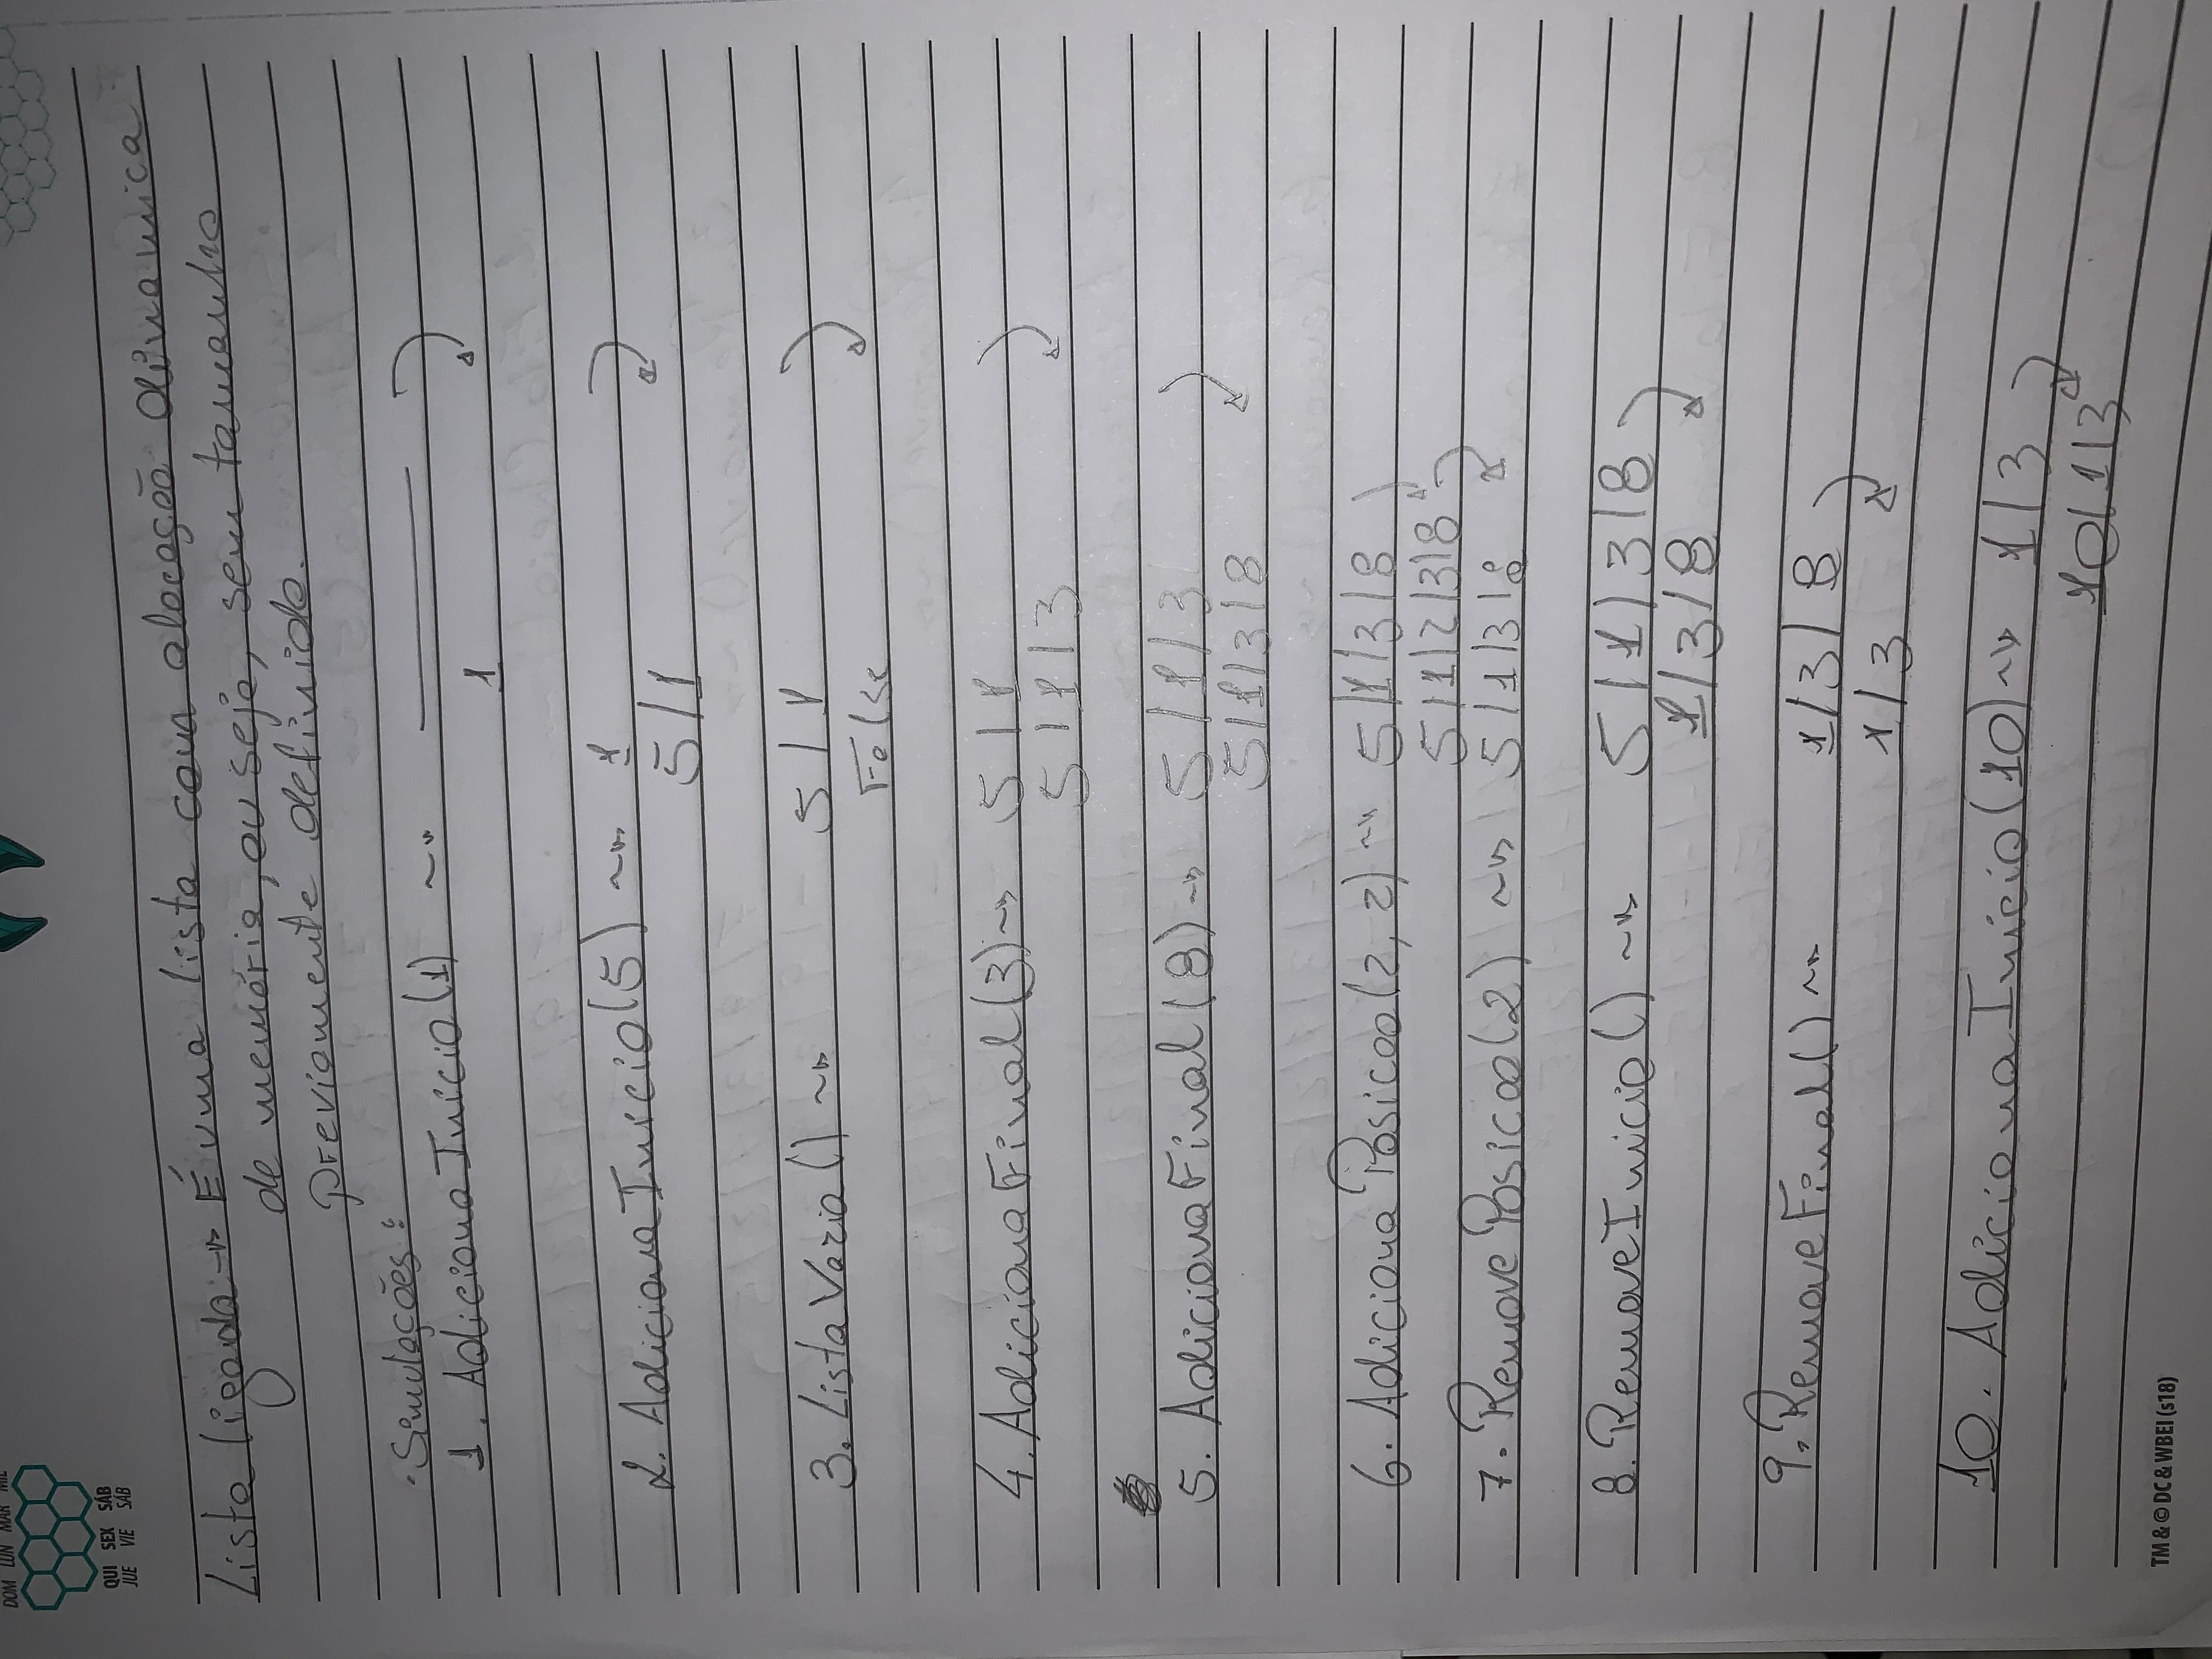 DOM LUN MAR MIE
QUI SEX SÁB
JUE VIE SÁB
Lista ligada → É uma lista com alocação dinamica
de memória, ou seja, sem tamanho
previamente definido.
· Simulações:
1. AdicionaInicio(1) →
1
2. AdicionaInicio(5) → 1
5/1
3. ListaVazia() → 5/1
False
4. AdicionaFinal(3) → 5/1
5/1/3
5. AdicionaFinal(8) → 5/1/3
5/1/3/8
6. AdicionaPosicao(2, 2) → 5/1/3/8
5/1/2/3/8
7. RemovePosicao(2) → 5/1/3/8
8. RemoveInicio() → 5/1/3/8
1/3/8
9. RemoveFinal() → 1/3/8
1/3
10. AdicionaInicio(10) → 1/3
10/1/3
TM & © DC & WBEI (s18)